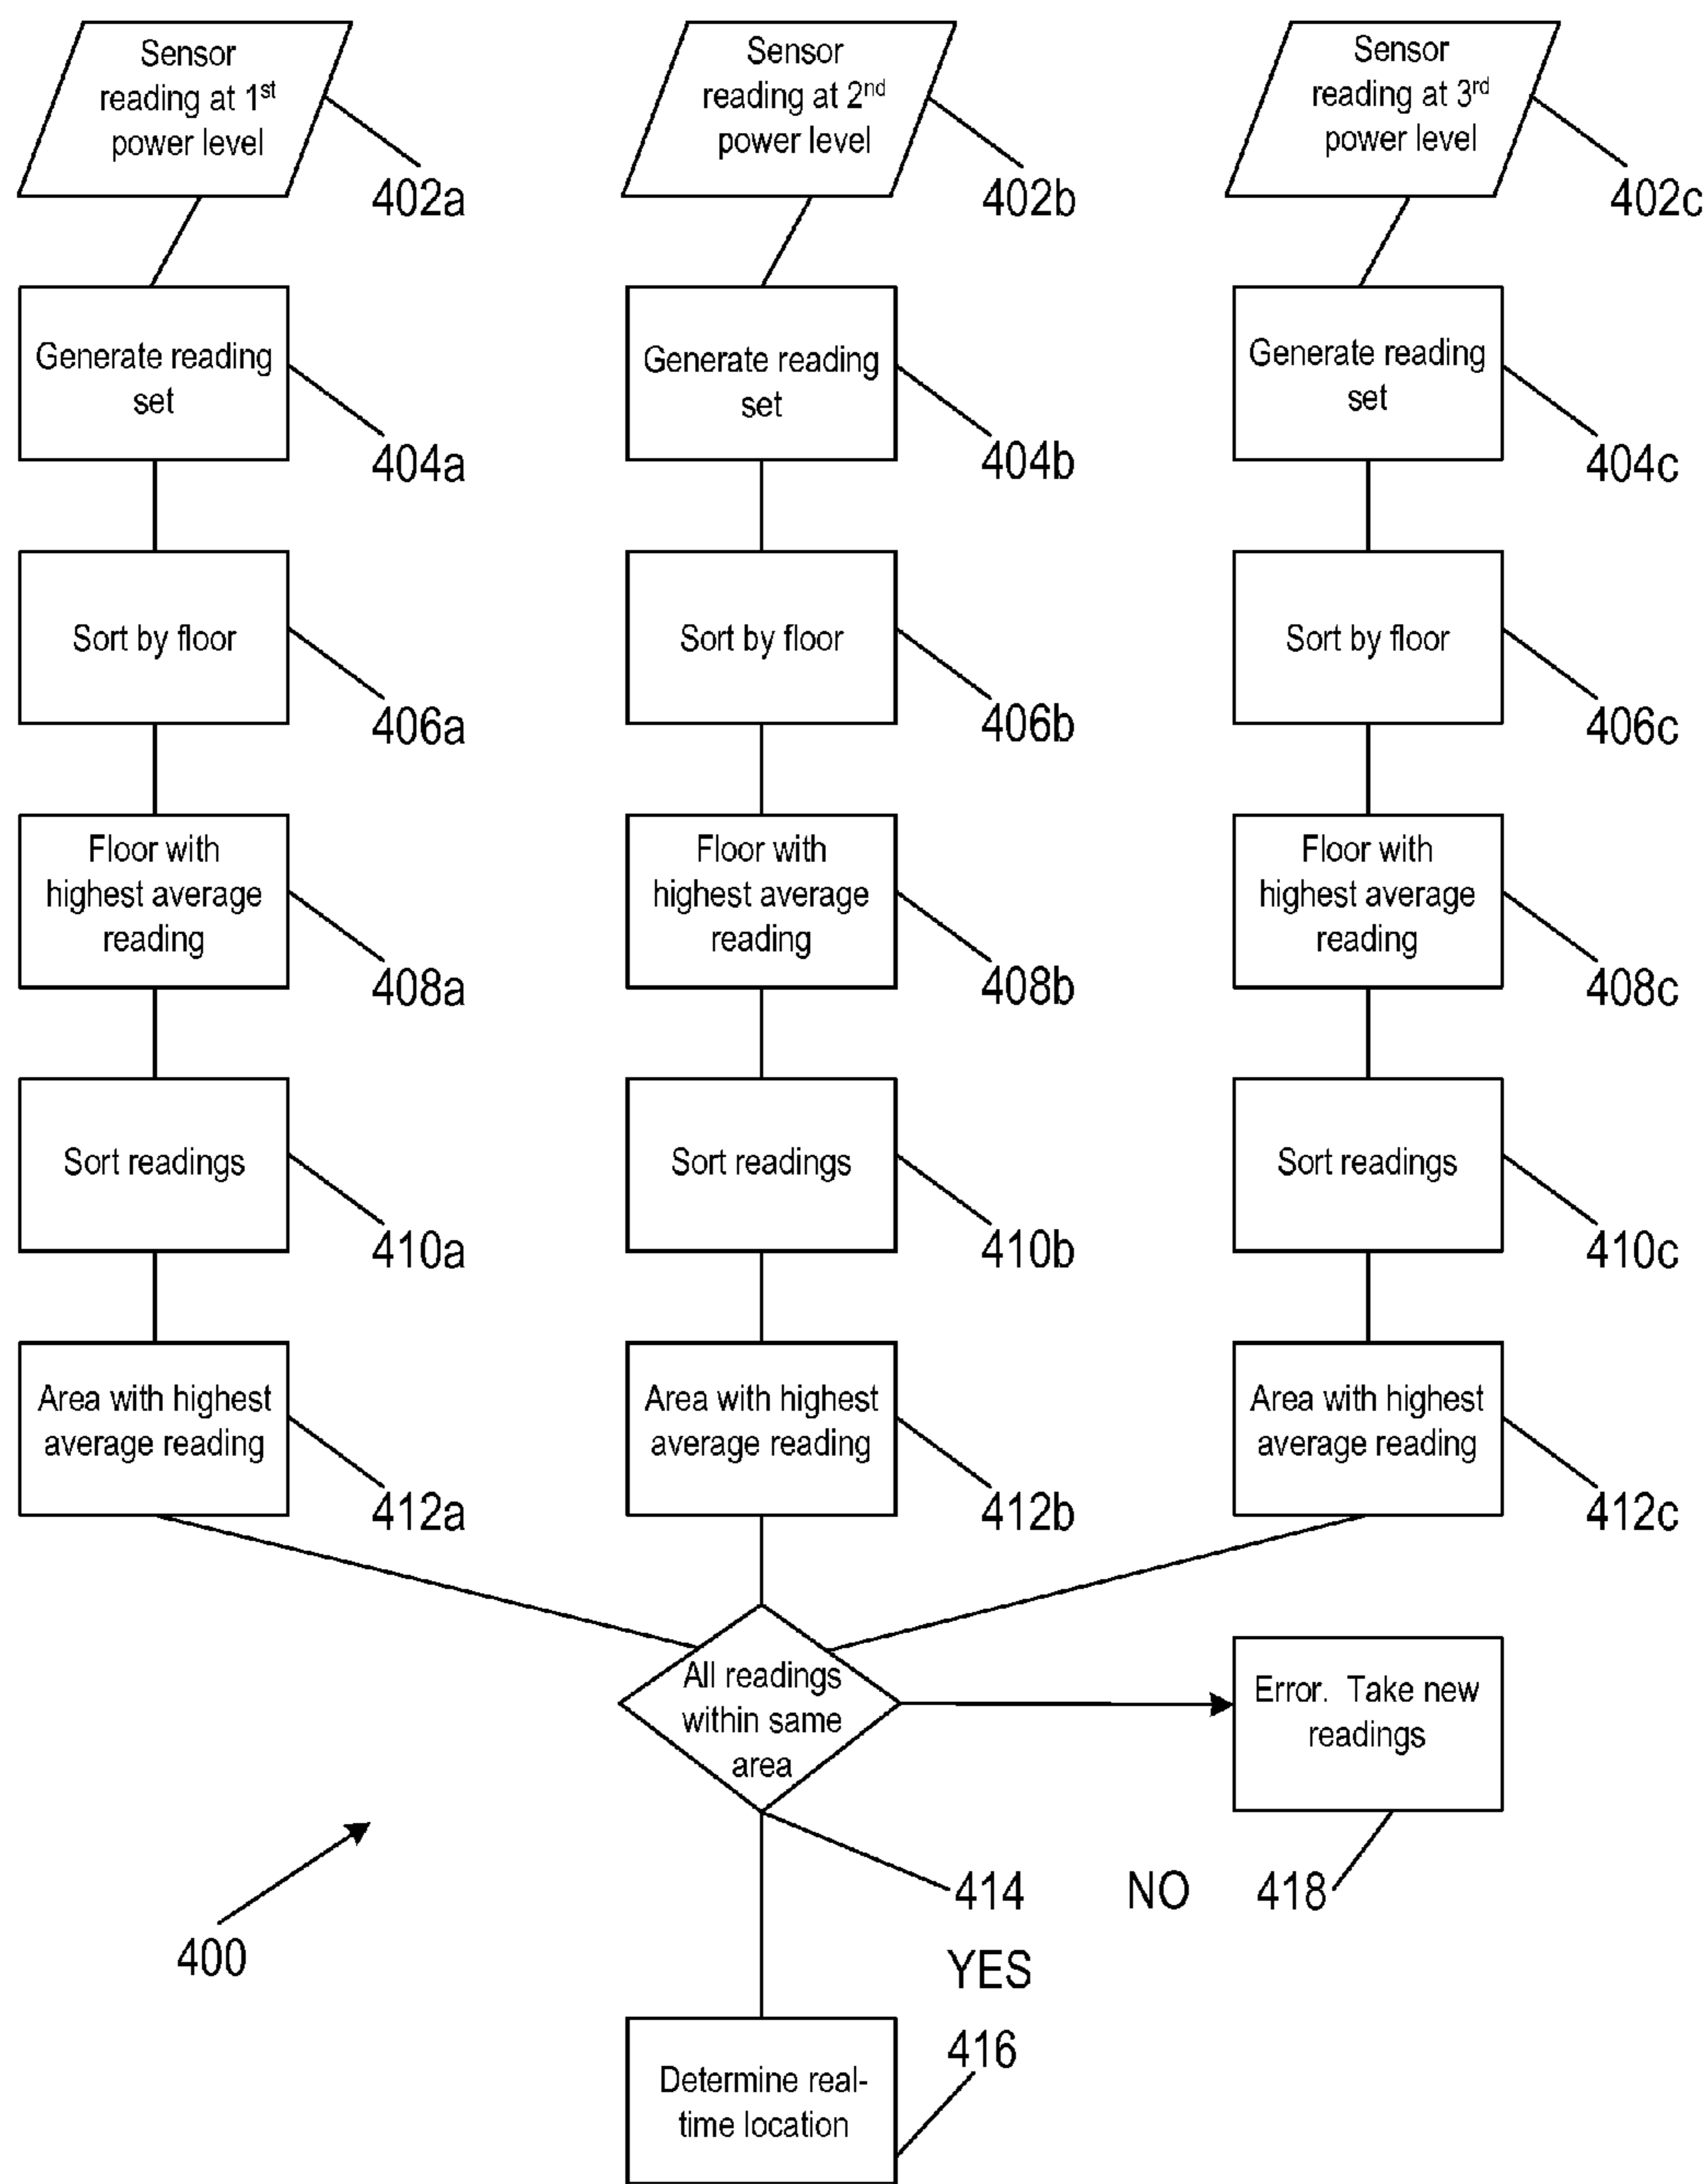 Sensor
reading at 1st
power level
402a
Sensor
reading at 2nd
power level
402b
Sensor
reading at 3rd
power level
402c
Generate reading
set
404a
Generate reading
set
404b
Generate reading
set
404c
Sort by floor
406a
Sort by floor
406b
Sort by floor
406c
Floor with
highest average
reading
408a
Floor with
highest average
reading
408b
Floor with
highest average
reading
408c
Sort readings
410a
Sort readings
410b
Sort readings
410c
Area with highest
average reading
412a
Area with highest
average reading
412b
Area with highest
average reading
412c
All readings
within same
area
Error. Take new
readings
414
NO
418
400
YES
416
Determine real-
time location